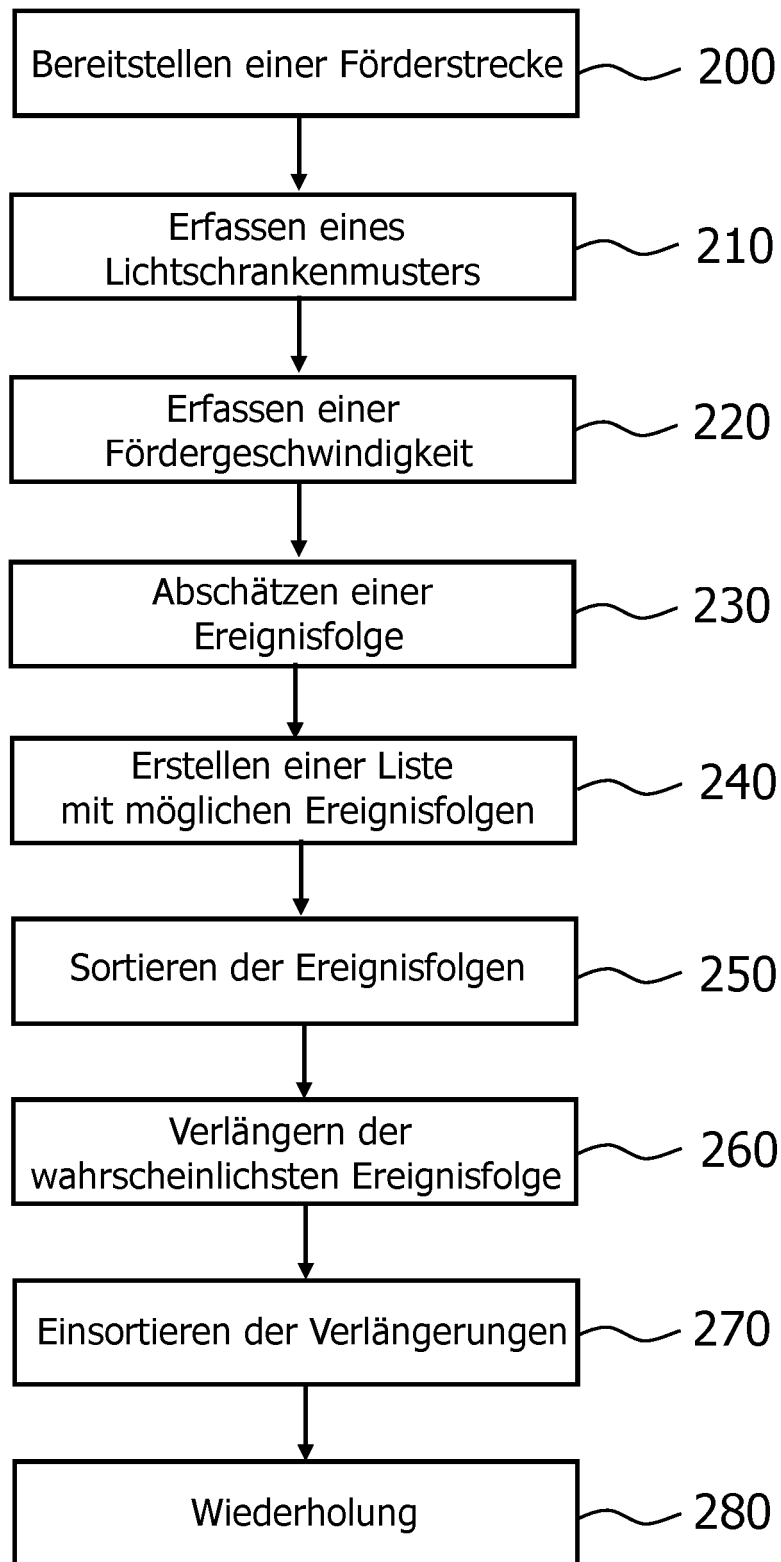 Bereitstellen einer Förderstrecke
200
Erfassen eines
Lichtschrankenmusters
210
Erfassen einer
Fördergeschwindigkeit
220
Abschätzen einer
Ereignisfolge
230
Erstellen einer Liste
mit möglichen Ereignisfolgen
240
Sortieren der Ereignisfolgen
250
Verlängern der
wahrscheinlichsten Ereignisfolge
260
Einsortieren der Verlängerungen
270
Wiederholung
280